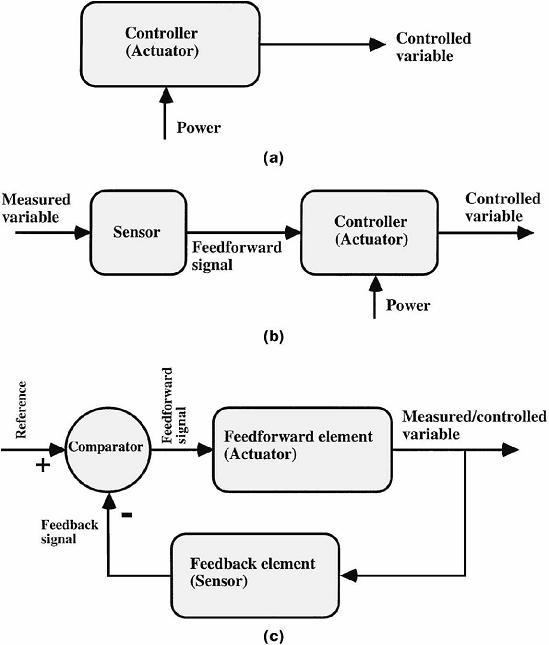 Controller
(Actuator)
Controlled
variable
Power
(a)
Measured
variable
Sensor
Feedforward
signal
Controller
(Actuator)
Controlled
variable
Power
(b)
Reference
+
Comparator
-
Feedforward
signal
Feedforward element
(Actuator)
Measured/controlled
variable
Feedback
signal
Feedback element
(Sensor)
(c)